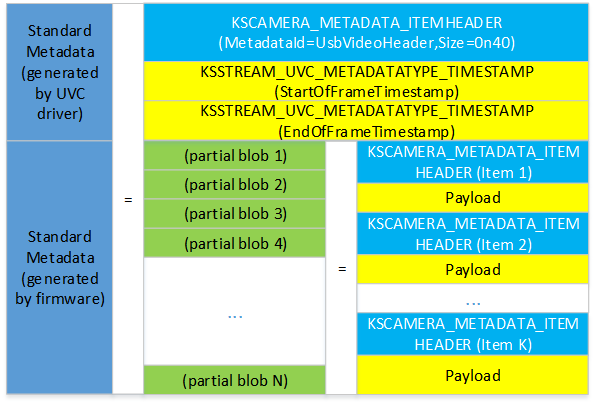 Standard
Metadata
(generated
by UVC
driver)
=
KSCAMERA_METADATA_ITEMHEADER
(MetadataId=UsbVideoHeader,Size=0n40)
KSSTREAM_UVC_METADATATYPE_TIMESTAMP
(StartOfFrameTimestamp)
KSSTREAM_UVC_METADATATYPE_TIMESTAMP
(EndOfFrameTimestamp)
Standard
Metadata
(generated
by firmware)
(partial blob 1)
(partial blob 2)
(partial blob 3)
(partial blob 4)
...
(partial blob N)
=
KSCAMERA_METADATA_ITEM
HEADER (Item 1)
Payload
KSCAMERA_METADATA_ITEM
HEADER (Item 2)
Payload
...
KSCAMERA_METADATA_ITEM
HEADER (Item K)
Payload